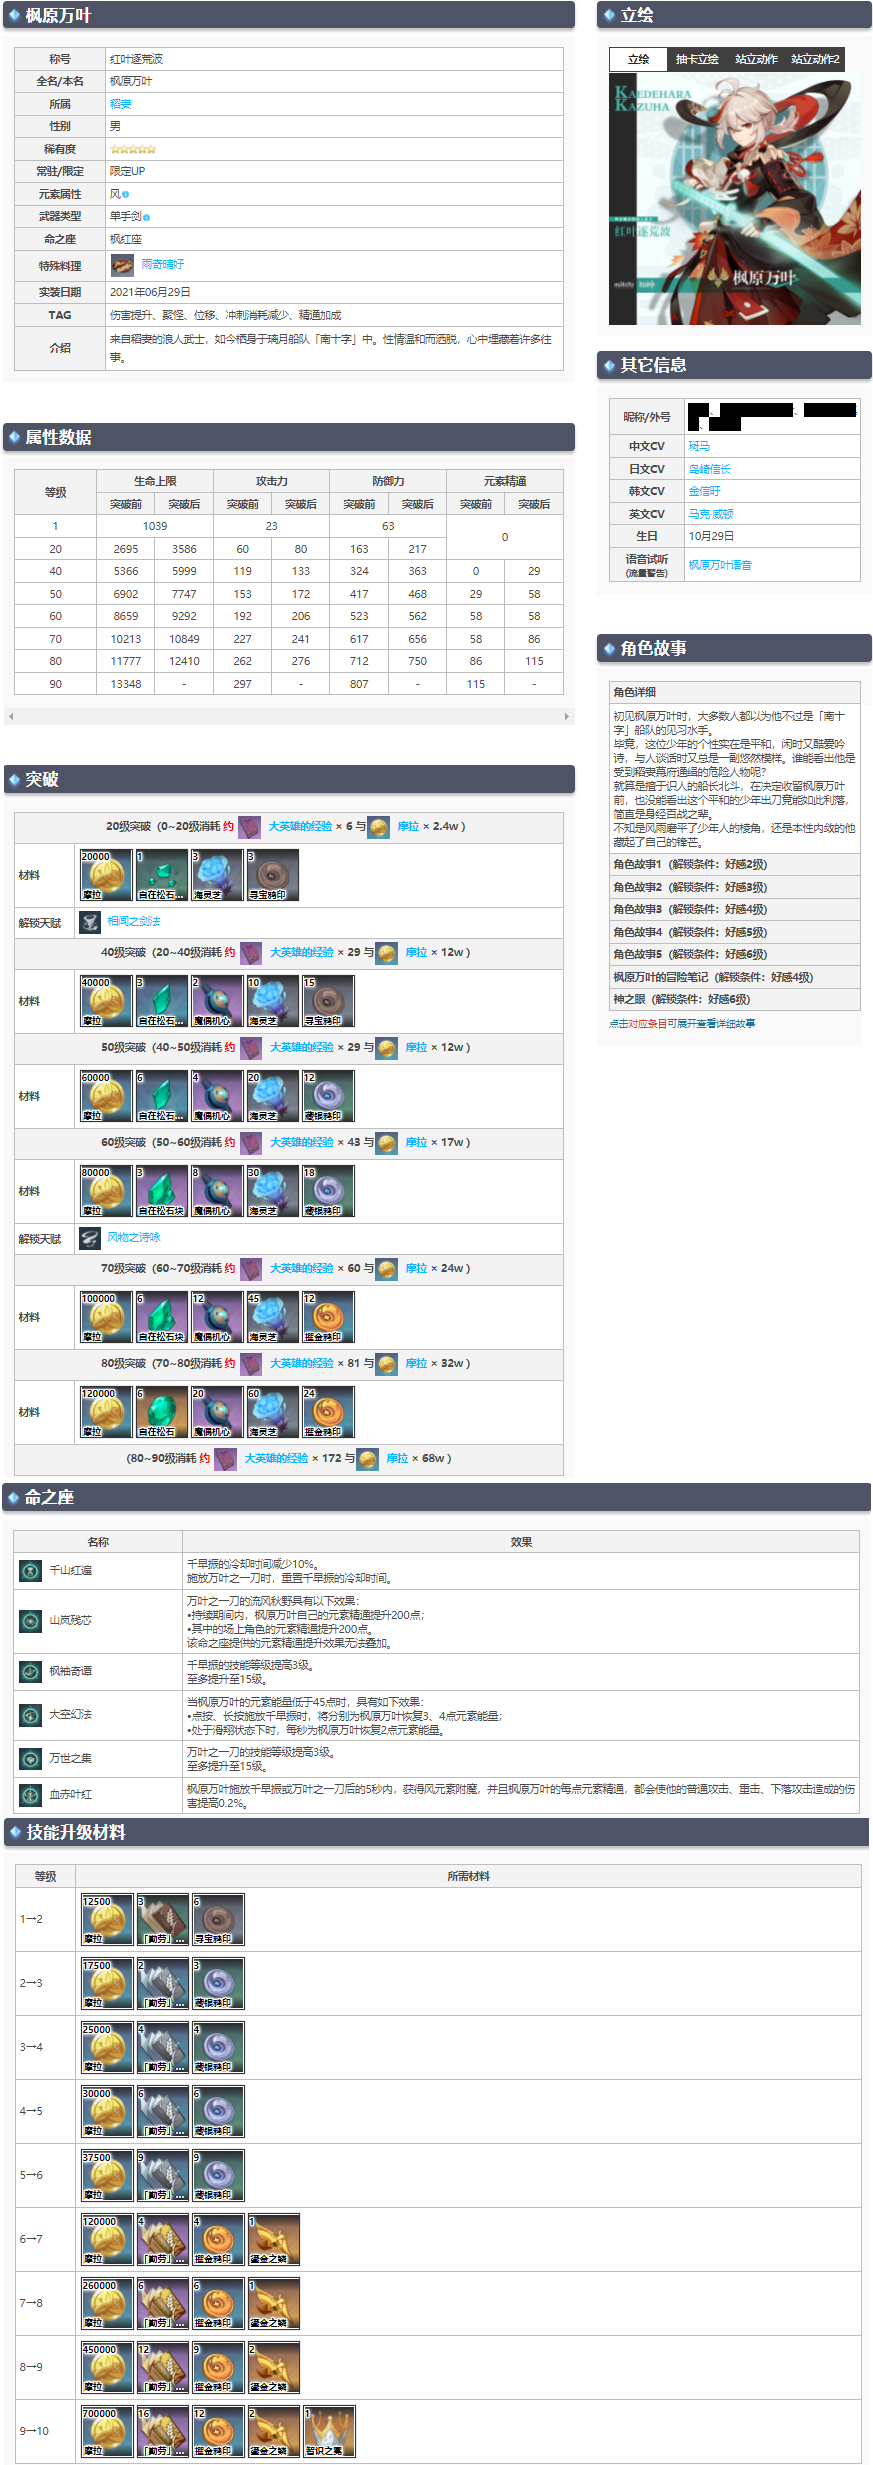 枫原万叶
称号 红叶逐荒波
全名/本名 枫原万叶
所属 稻妻
性别 男
稀有度
常驻/限定 限定UP
元素属性 风
武器类型 单手剑
命之座 枫红座
特殊料理 雨奇晴好
实装日期 2021年06月29日
TAG 伤害提升、聚怪、位移、冲刺消耗减少、精通加成
介绍 来自稻妻的浪人武士，如今栖身于璃月船队「南十字」中。性情温和而洒脱，心中埋藏着许多往
事。
立绘
立绘 抽卡立绘 站立动作 站立动作2
KAEDEHARA
KAZUHA
红叶逐荒波
枫原万叶
miHoYo 原神
其它信息
昵称/外号
中文CV 斑马
日文CV 岛崎信长
韩文CV 金信旴
英文CV 马克·威顿
生日 10月29日
语音试听 枫原万叶语音
(流量警告)
属性数据
等级 生命上限 攻击力 防御力 元素精通
突破前 突破后 突破前 突破后 突破前 突破后 突破前 突破后
1 1039 23 63 0
20 2695 3586 60 80 163 217
40 5366 5999 119 133 324 363 0 29
50 6902 7747 153 172 417 468 29 58
60 8659 9292 192 206 523 562 58 58
70 10213 10849 227 241 617 656 58 86
80 11777 12410 262 276 712 750 86 115
90 13348 - 297 - 807 - 115 -
角色故事
角色详细
初见枫原万叶时，大多数人都以为他不过是「南十
字」船队的见习水手。
毕竟，这位少年的个性实在是平和，闲时又酷爱吟
诗，与人谈话时又总是一副悠然模样。谁能看出他是
受到稻妻幕府通缉的危险人物呢？
就算是擅于识人的船长北斗，在决定收留枫原万叶
前，也没能看出这个平和的少年出刀竟能如此利落，
简直是身经百战之辈。
不知是风雨磨平了少年人的棱角，还是本性内敛的他
藏起了自己的锋芒。
角色故事1（解锁条件：好感2级）
角色故事2（解锁条件：好感3级）
角色故事3（解锁条件：好感4级）
角色故事4（解锁条件：好感5级）
角色故事5（解锁条件：好感6级）
枫原万叶的冒险笔记（解锁条件：好感4级）
神之眼（解锁条件：好感6级）
点击对应条目可展开查看详细故事
突破
20级突破（0~20级消耗 约 大英雄的经验 × 6 与 摩拉 × 2.4w ）
材料 20000 摩拉 1 自在松石... 3 海灵芝 3 寻宝鸦印
解锁天赋 相闻之剑法
40级突破（20~40级消耗 约 大英雄的经验 × 29 与 摩拉 × 12w ）
材料 40000 摩拉 3 自在松石... 2 魔偶机心 10 海灵芝 15 寻宝鸦印
50级突破（40~50级消耗 约 大英雄的经验 × 29 与 摩拉 × 12w ）
材料 60000 摩拉 6 自在松石... 4 魔偶机心 20 海灵芝 12 藏银鸦印
60级突破（50~60级消耗 约 大英雄的经验 × 43 与 摩拉 × 17w ）
材料 80000 摩拉 3 自在松石块 8 魔偶机心 30 海灵芝 18 藏银鸦印
解锁天赋 风物之诗咏
70级突破（60~70级消耗 约 大英雄的经验 × 60 与 摩拉 × 24w ）
材料 100000 摩拉 6 自在松石块 12 魔偶机心 45 海灵芝 12 攫金鸦印
80级突破（70~80级消耗 约 大英雄的经验 × 81 与 摩拉 × 32w ）
材料 120000 摩拉 6 自在松石 20 魔偶机心 60 海灵芝 24 攫金鸦印
(80~90级消耗 约 大英雄的经验 × 172 与 摩拉 × 68w ）
命之座
名称 效果
千山红遍 千早振的冷却时间减少10%。
施放万叶之一刀时，重置千早振的冷却时间。
山岚残芯 万叶之一刀的流风秋野具有以下效果：
•持续期间内，枫原万叶自己的元素精通提升200点；
•其中的场上角色的元素精通提升200点。
该命之座提供的元素精通提升效果无法叠加。
枫袖奇谭 千早振的技能等级提高3级。
至多提升至15级。
大空幻法 当枫原万叶的元素能量低于45点时，具有如下效果：
•点按、长按施放千早振时，将分别为枫原万叶恢复3、4点元素能量；
•处于滑翔状态下时，每秒为枫原万叶恢复2点元素能量。
万世之集 万叶之一刀的技能等级提高3级。
至多提升至15级。
血赤叶红 枫原万叶施放千早振或万叶之一刀后的5秒内，获得风元素附魔，并且枫原万叶的每点元素精通，都会使他的普通攻击、重击、下落攻击造成的伤
害提高0.2%。
技能升级材料
等级 所需材料
1→2 12500 摩拉 3 「勤劳」... 6 寻宝鸦印
2→3 17500 摩拉 2 「勤劳」... 3 藏银鸦印
3→4 25000 摩拉 4 「勤劳」... 4 藏银鸦印
4→5 30000 摩拉 6 「勤劳」... 6 藏银鸦印
5→6 37500 摩拉 9 「勤劳」... 9 藏银鸦印
6→7 120000 摩拉 4 「勤劳」... 4 攫金鸦印 1 鎏金之鳞
7→8 260000 摩拉 6 「勤劳」... 6 攫金鸦印 1 鎏金之鳞
8→9 450000 摩拉 12 「勤劳」... 9 攫金鸦印 2 鎏金之鳞
9→10 700000 摩拉 16 「勤劳」... 12 攫金鸦印 2 鎏金之鳞 1 智识之冕